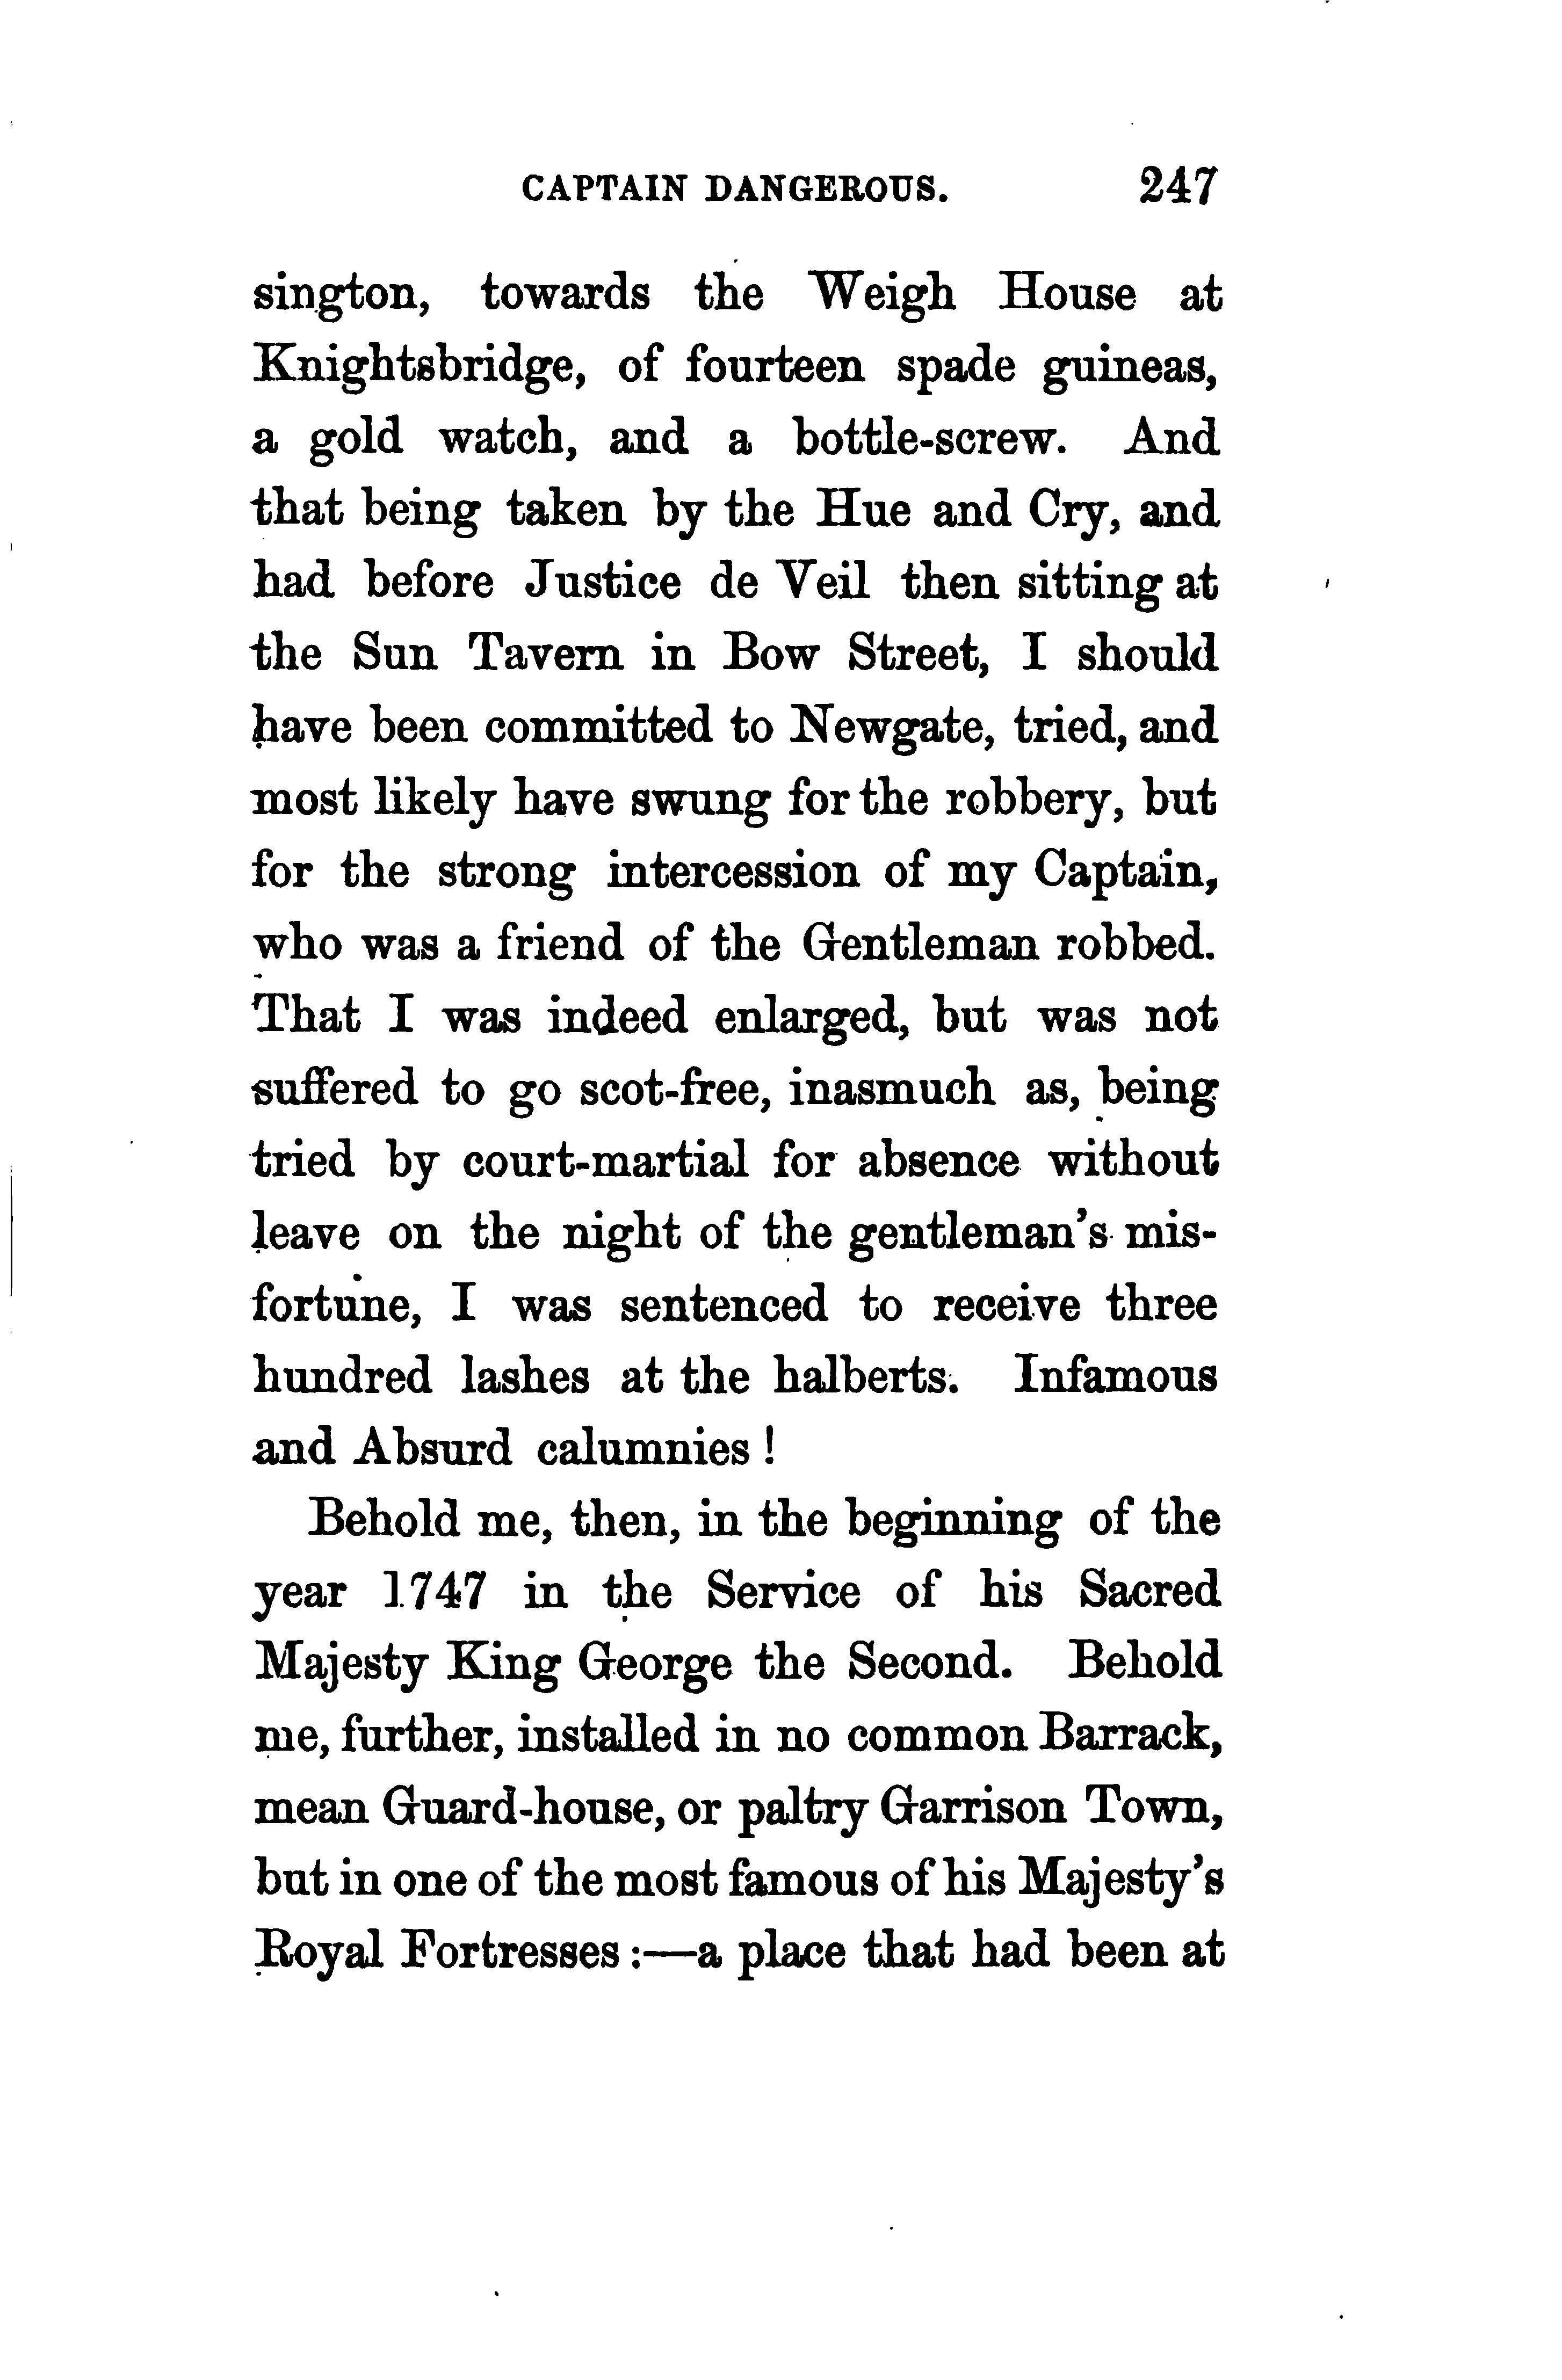 CAPTAIN DANGEROUS. 247
sington, towards the Weigh House at
Knightsbridge, of fourteen spade guineas,
a gold watch, and a bottle-screw. And
that being taken by the Hue and Cry, and
had before Justice de Veil then sitting at
the Sun Tavern in Bow Street, I should
have been committed to Newgate, tried, and
most likely have swung for the robbery, but
for the strong intercession of my Captain,
who was a friend of the Gentleman robbed.
That I was indeed enlarged, but was not
suffered to go scot-free, inasmuch as, being
tried by court-martial for absence without
leave on the night of the gentleman's mis-
fortune, I was sentenced to receive three
hundred lashes at the halberts. Infamous
and Absurd calumnies!
Behold me, then, in the beginning of the
year 1747 in the Service of his Sacred
Majesty King George the Second. Behold
me, further, installed in no common Barrack,
mean Guard-house, or paltry Garrison Town,
but in one of the most famous of his Majesty's
Royal Fortresses:—a place that had been at